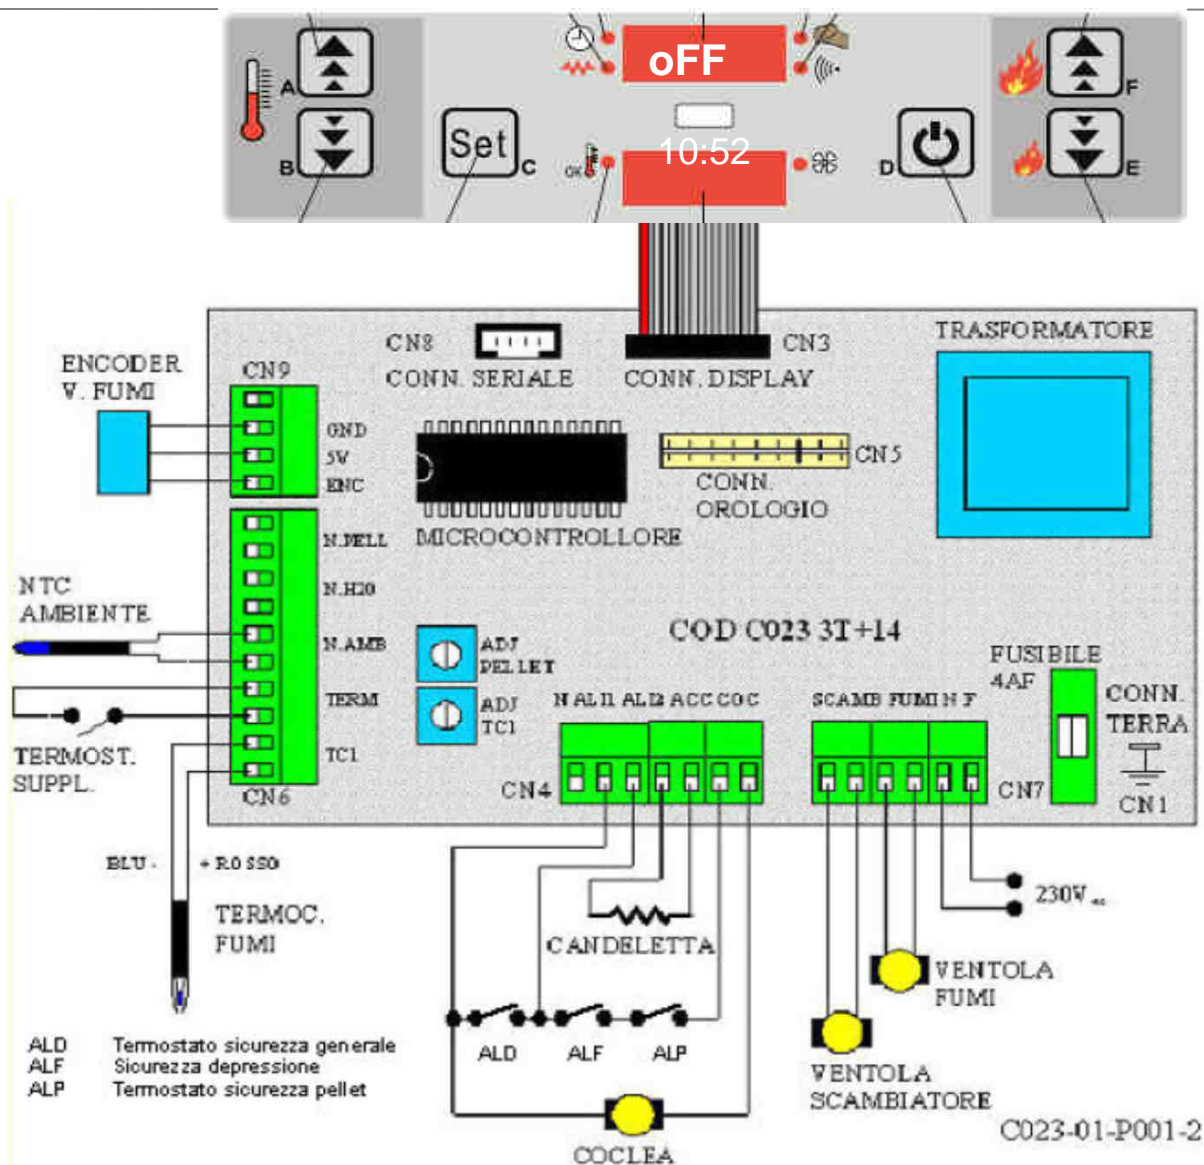 oFF
A
F
Set
10:52
B
C
OK
D
E
CN8
CN3
TRASFORMATORE
ENCODER
V. FUMI
CN9
CONN. SERIALE
CONN. DISPLAY
GND
5V
ENC
CN5
CONN.
OROLOGIO
N.PELL
MICROCONTROLLORE
NTC
AMBIENTE
N.H20
N.AMB
COD C023 3T+14
ADJ
PELLET
FUSIBILE
4AF
CONN.
TERRA
TERM
ADJ
TC1
N AL1 AL2 ACC COC
SCAMB FUMI N F
TERMOST.
SUPPL.
TC1
CN6
CN4
CN7
CN1
BLU -
+ ROSSO
TERMOC.
FUMI
CANDELETTA
230V
VENTOLA
FUMI
ALD
ALF
ALP
ALD Termostato sicurezza generale
ALF Sicurezza depressione
ALP Termostato sicurezza pellet
VENTOLA
SCAMBIATORE
C023-01-P001-2
COCLEA